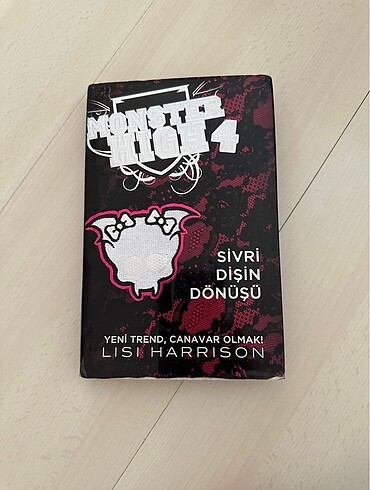 MONSTER
HIGH 4
SİVRİ
DİŞİN
DÖNÜŞÜ
YENİ TREND, CANAVAR OLMAK!
LISI HARRISON